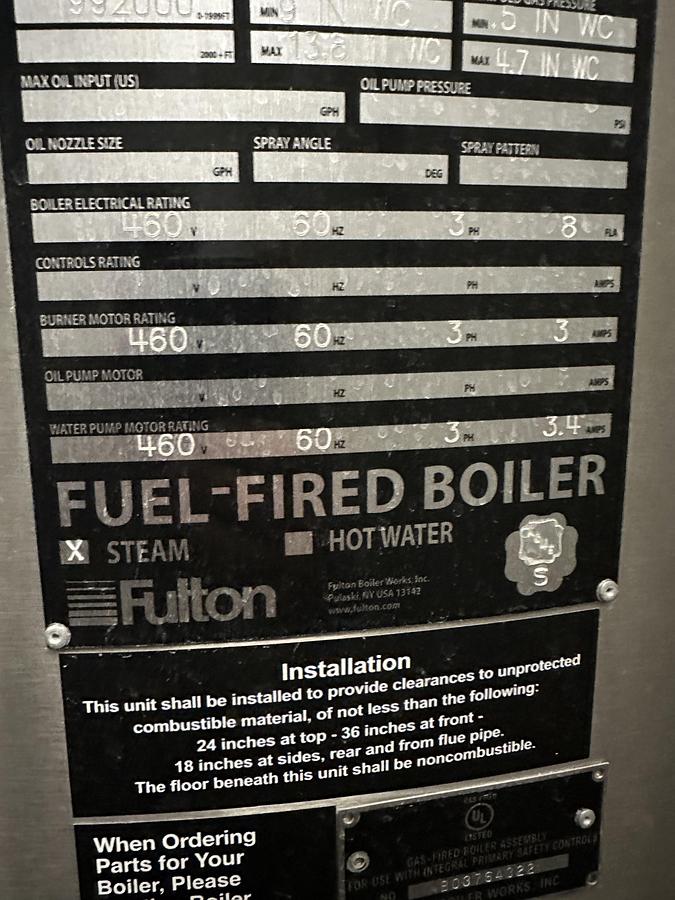 1992000 0-1999FT MIN 9 IN WC MIN .5 IN WC
2000+FT MAX 13.8 IN WC MAX 4.7 IN WC
MAX OIL INPUT (US) OIL PUMP PRESSURE
GPH PSI
OIL NOZZLE SIZE SPRAY ANGLE SPRAY PATTERN
GPH DEG
BOILER ELECTRICAL RATING
460 V 60 HZ 3 PH 8 FLA
CONTROLS RATING
V HZ PH AMPS
BURNER MOTOR RATING
460 V 60 HZ 3 PH 3 AMPS
OIL PUMP MOTOR
V HZ PH AMPS
WATER PUMP MOTOR RATING
460 V 60 HZ 3 PH 3.4 AMPS
FUEL-FIRED BOILER
X STEAM HOT WATER
S
Fulton
Fulton Boiler Works, Inc.
Pulaski, NY USA 13142
www.fulton.com
Installation
This unit shall be installed to provide clearances to unprotected
combustible material, of not less than the following:
24 inches at top - 36 inches at front -
18 inches at sides, rear and from flue pipe.
The floor beneath this unit shall be noncombustible.
When Ordering
Parts for Your
Boiler, Please
Boiler
UL
LISTED
GAS-FIRED BOILER ASSEMBLY
FOR USE WITH INTEGRAL PRIMARY SAFETY CONTROLS
NO
BOILER WORKS, INC